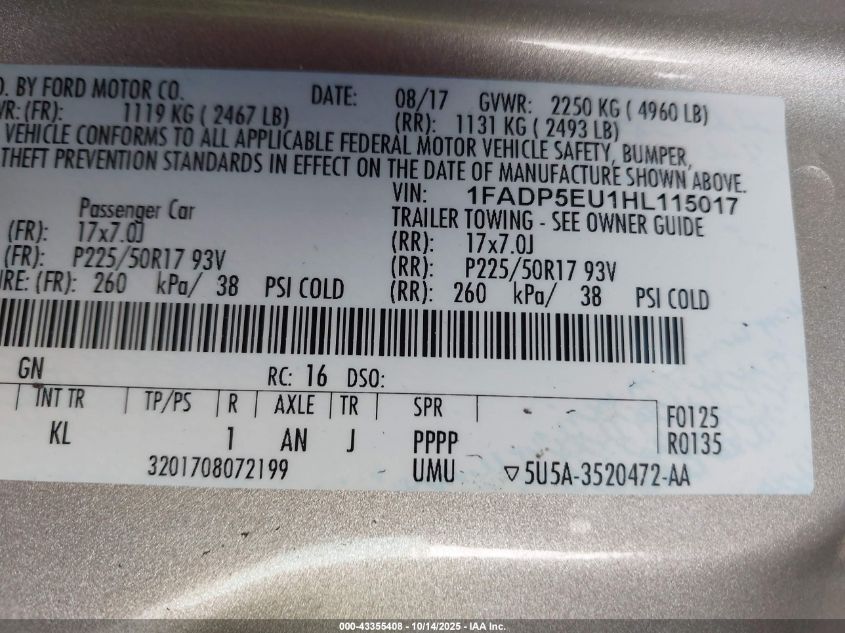 D. BY FORD MOTOR CO. DATE: 08/17 GVWR: 2250 KG ( 4960 LB)
WR: (FR): 1119 KG ( 2467 LB) (RR): 1131 KG ( 2493 LB)
VEHICLE CONFORMS TO ALL APPLICABLE FEDERAL MOTOR VEHICLE SAFETY, BUMPER,
THEFT PREVENTION STANDARDS IN EFFECT ON THE DATE OF MANUFACTURE SHOWN ABOVE.
VIN: 1FADP5EU1HL115017
Passenger Car TRAILER TOWING - SEE OWNER GUIDE
(FR): 17x7.0J (RR): 17x7.0J
(FR): P225/50R17 93V (RR): P225/50R17 93V
URE: (FR): 260 kPa/ 38 PSI COLD (RR): 260 kPa/ 38 PSI COLD
GN RC: 16 DSO:
INT TR TP/PS R AXLE TR SPR F0125
KL 1 AN J PPPP R0135
3201708072199 UMU ▽5U5A-3520472-AA
000-43355408 - 10/14/2025 - IAA Inc.